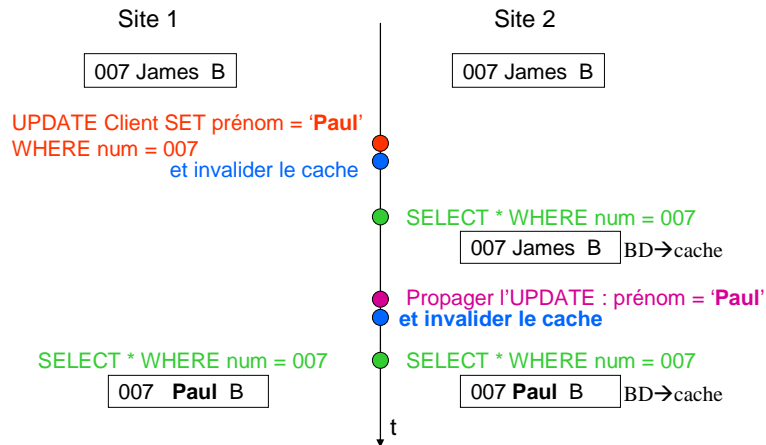 Site 1
Site 2
007 James B
007 James B
UPDATE Client SET prénom = ‘Paul’
WHERE num = 007
et invalider le cache
SELECT * WHERE num = 007
007 James B
BD→cache
Propager l’UPDATE : prénom = ‘Paul’
et invalider le cache
SELECT * WHERE num = 007
SELECT * WHERE num = 007
007 Paul B
007 Paul B
BD→cache
t